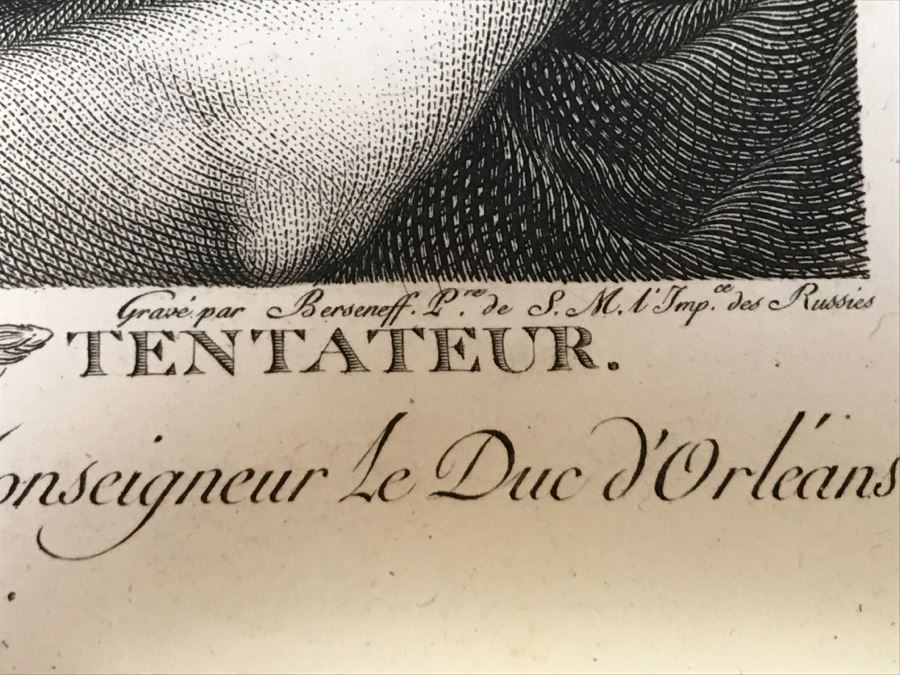 Gravé par Berseneff. P.re de S. M. l'Imp.ce des Russies
TENTATEUR.
onseigneur Le Duc d'Orléans